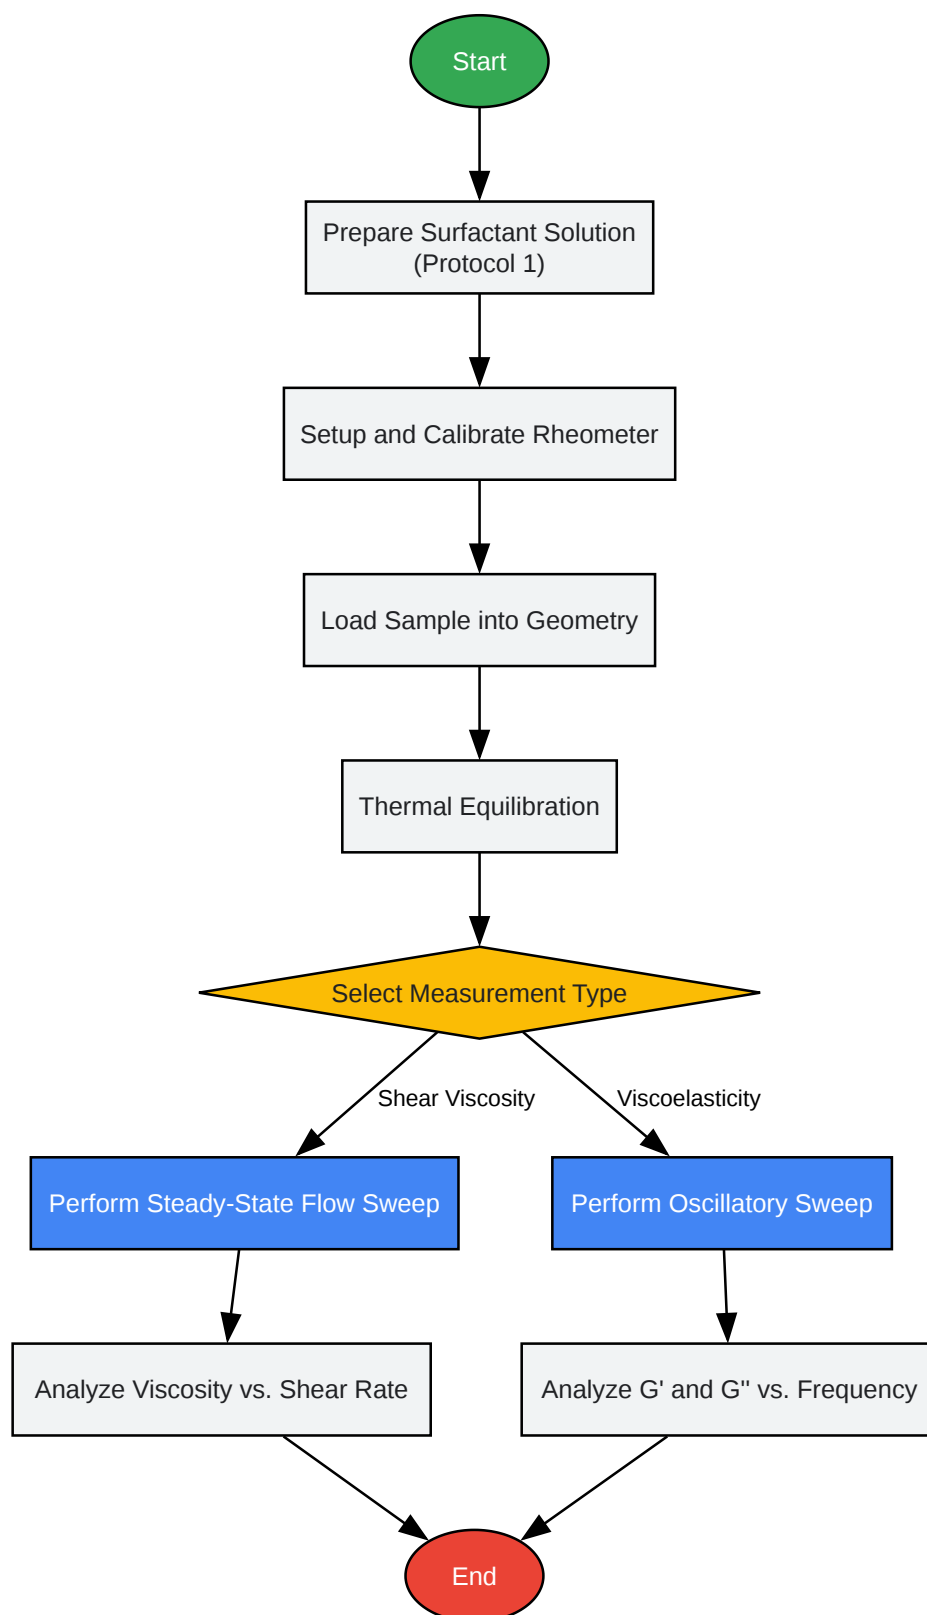 Start
Prepare Surfactant Solution
(Protocol 1)
Setup and Calibrate Rheometer
Load Sample into Geometry
Thermal Equilibration
Select Measurement Type
Shear Viscosity
Viscoelasticity
Perform Steady-State Flow Sweep
Perform Oscillatory Sweep
Analyze Viscosity vs. Shear Rate
Analyze G' and G'' vs. Frequency
End